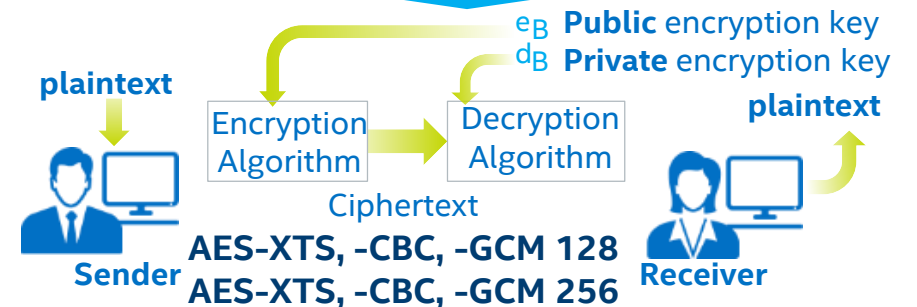 eB Public encryption key
dB Private encryption key
plaintext
plaintext
Encryption
Algorithm
Decryption
Algorithm
Ciphertext
AES-XTS, -CBC, -GCM 128
Sender
Receiver
AES-XTS, -CBC, -GCM 256